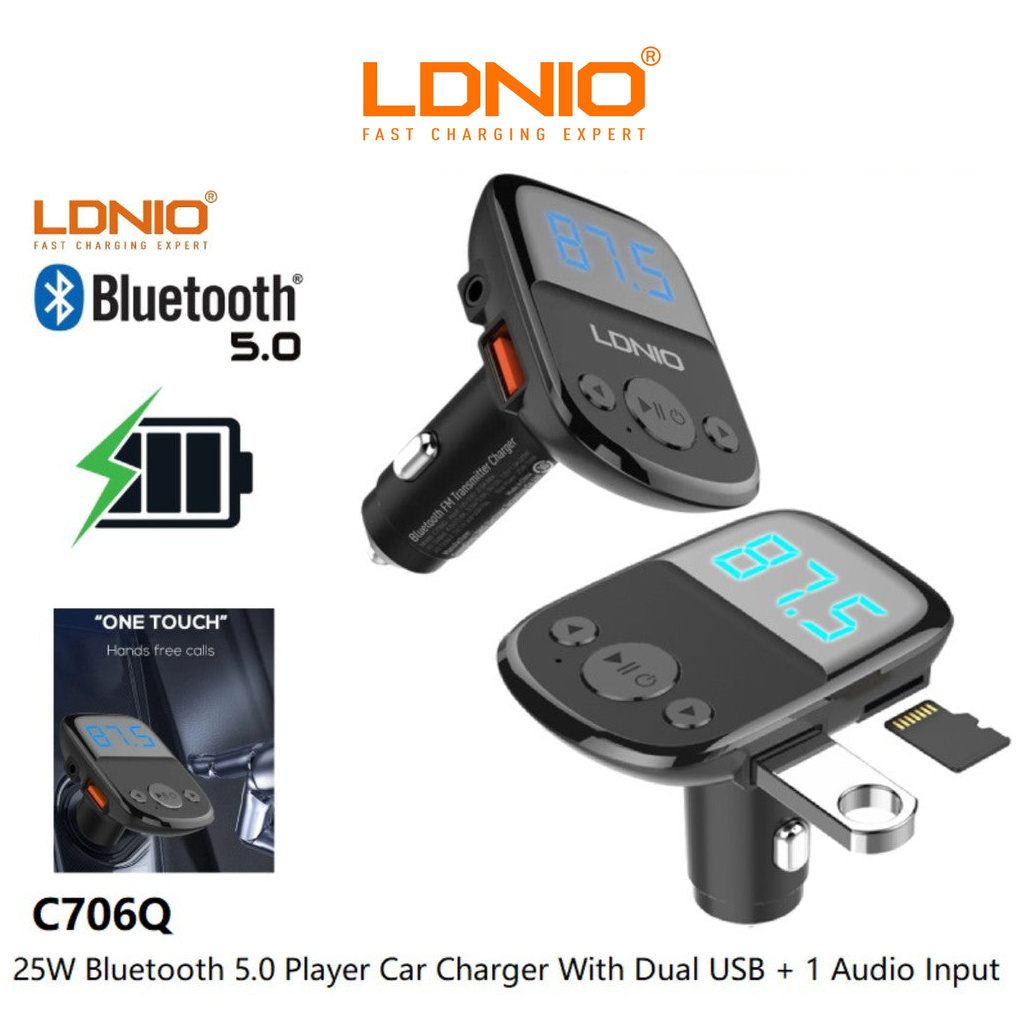 LDNIO®
FAST CHARGING EXPERT
LDNIO®
FAST CHARGING EXPERT
Bluetooth®
5.0
87.5
LDNIO
Bluetooth FM Transmitter Charger
87.5
"ONE TOUCH"
Hands free calls
87.5
C706Q
25W Bluetooth 5.0 Player Car Charger With Dual USB + 1 Audio Input